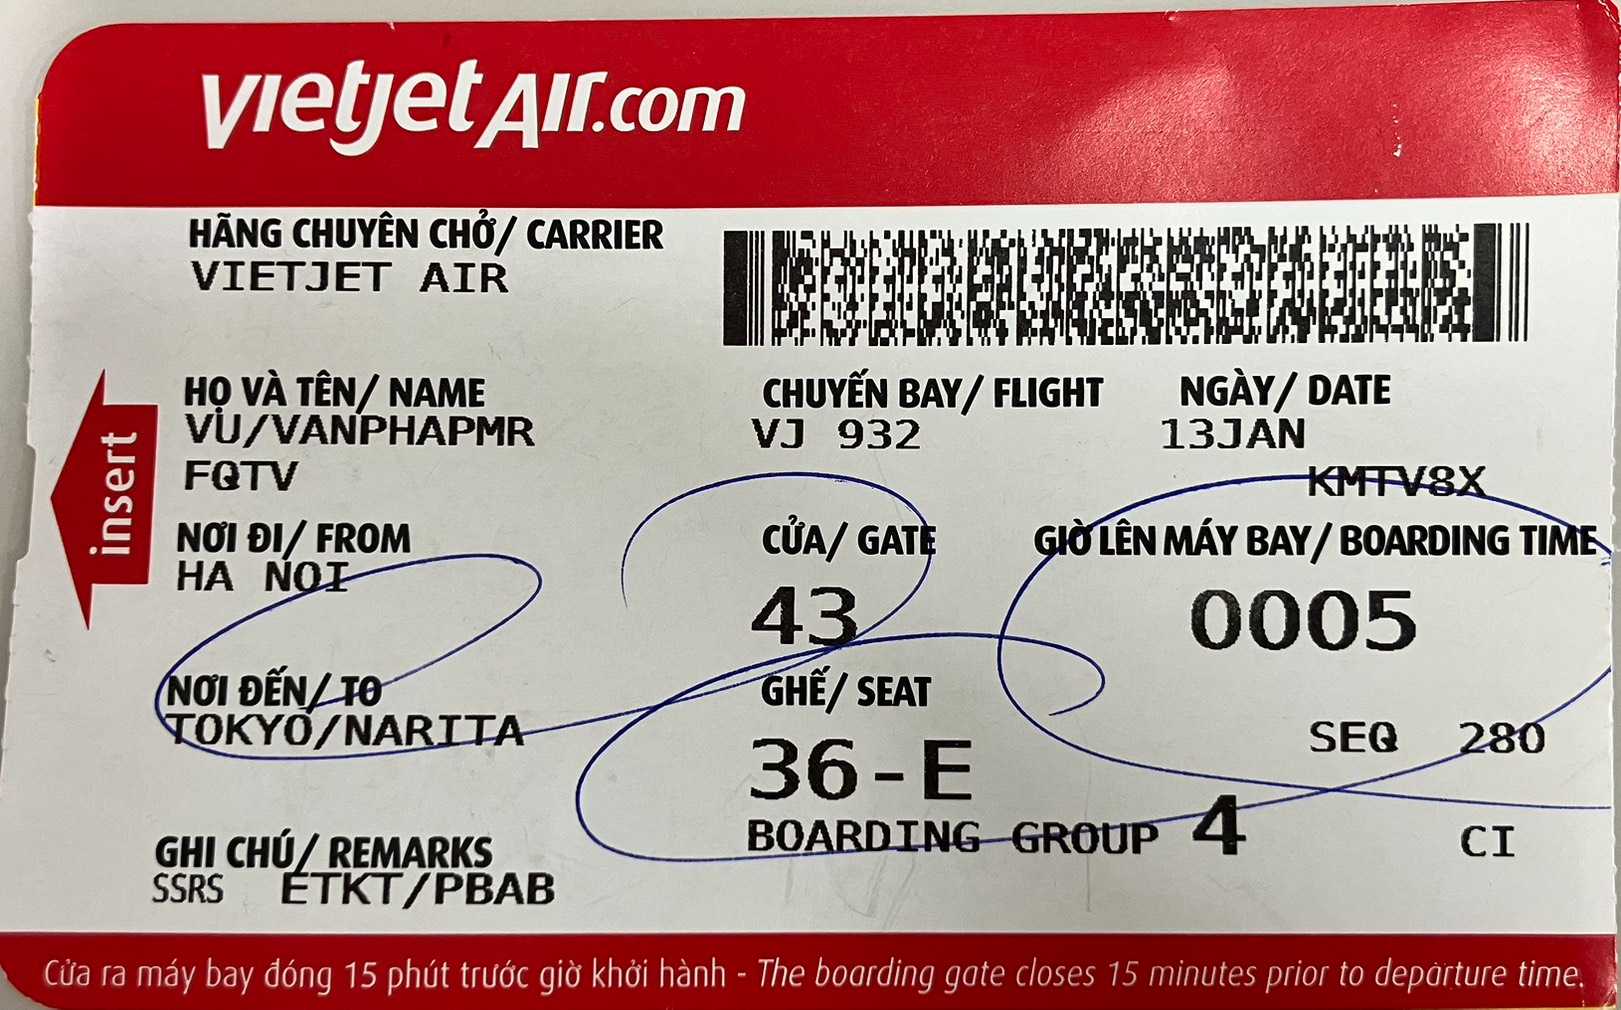 vietjetAir.com
HÃNG CHUYÊN CHỞ/ CARRIER
VIETJET AIR
HỌ VÀ TÊN/ NAME
VU/VANPHAPMR
FQTV
CHUYẾN BAY/ FLIGHT
VJ 932
NGÀY/ DATE
13JAN
KMTV8X
insert
NƠI ĐI/ FROM
HA NOI
CỬA/ GATE
43
GIỜ LÊN MÁY BAY/ BOARDING TIME
0005
NƠI ĐẾN/ TO
TOKYO/NARITA
GHẾ/ SEAT
36-E
SEQ 280
BOARDING GROUP 4
CI
GHI CHÚ/ REMARKS
SSRS ETKT/PBAB
Cửa ra máy bay đóng 15 phút trước giờ khởi hành - The boarding gate closes 15 minutes prior to departure time.